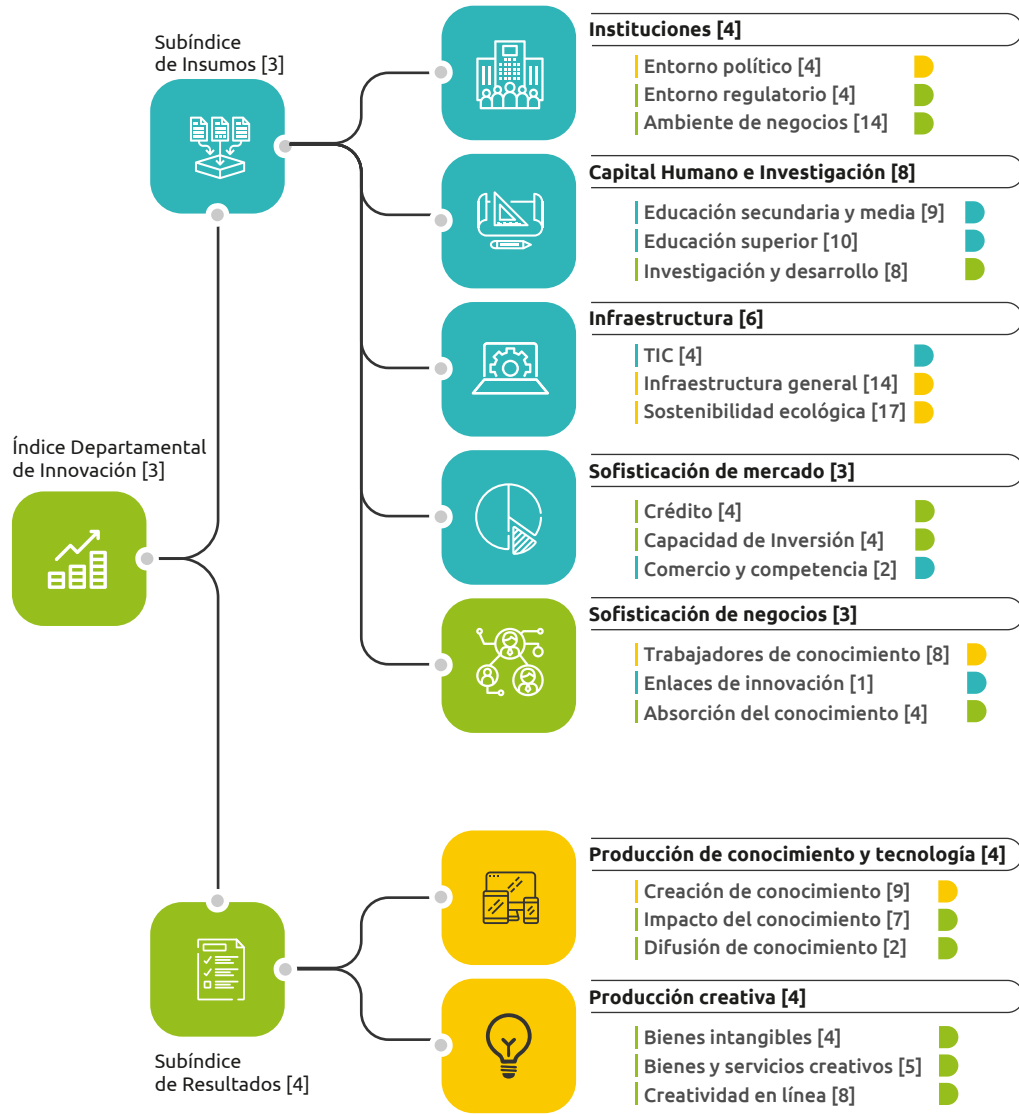 Subíndice
de Insumos [3]
Instituciones [4]
Entorno político [4]
Entorno regulatorio [4]
Ambiente de negocios [14]
Capital Humano e Investigación [8]
Educación secundaria y media [9]
Educación superior [10]
Investigación y desarrollo [8]
Infraestructura [6]
TIC [4]
Infraestructura general [14]
Sostenibilidad ecológica [17]
Índice Departamental
de Innovación [3]
Sofisticación de mercado [3]
Crédito [4]
Capacidad de Inversión [4]
Comercio y competencia [2]
Sofisticación de negocios [3]
Trabajadores de conocimiento [8]
Enlaces de innovación [1]
Absorción del conocimiento [4]
Producción de conocimiento y tecnología [4]
Creación de conocimiento [9]
Impacto del conocimiento [7]
Difusión de conocimiento [2]
Producción creativa [4]
Bienes intangibles [4]
Bienes y servicios creativos [5]
Creatividad en línea [8]
Subíndice
de Resultados [4]